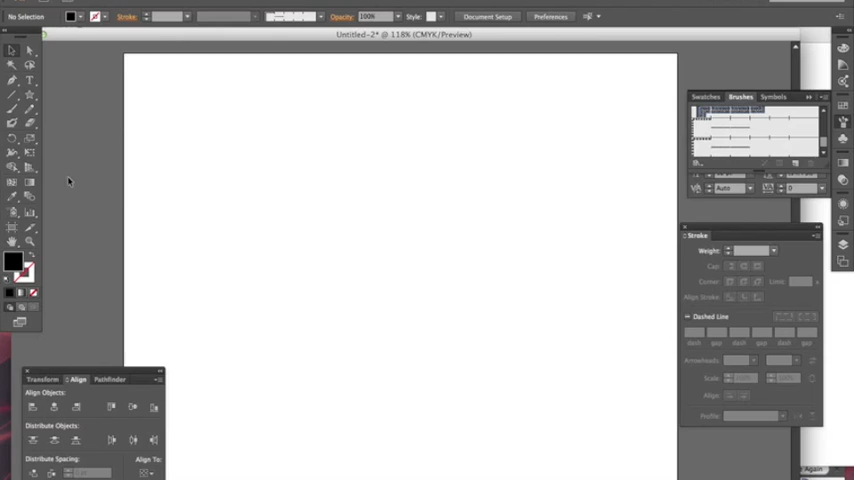 No Selection Stroke: Opacity: 100% Style: Document Setup Preferences
Untitled-2* @ 118% (CMYK/Preview)
Swatches Brushes Symbols
Auto 0
Stroke
Weight:
Cap:
Corner: Limit: x
Align Stroke:
Dashed Line
dash gap dash gap dash gap
Arrowheads:
Scale:
Align:
Profile:
Transform Align Pathfinder
Align Objects:
Distribute Objects:
Distribute Spacing: Align To:
Again